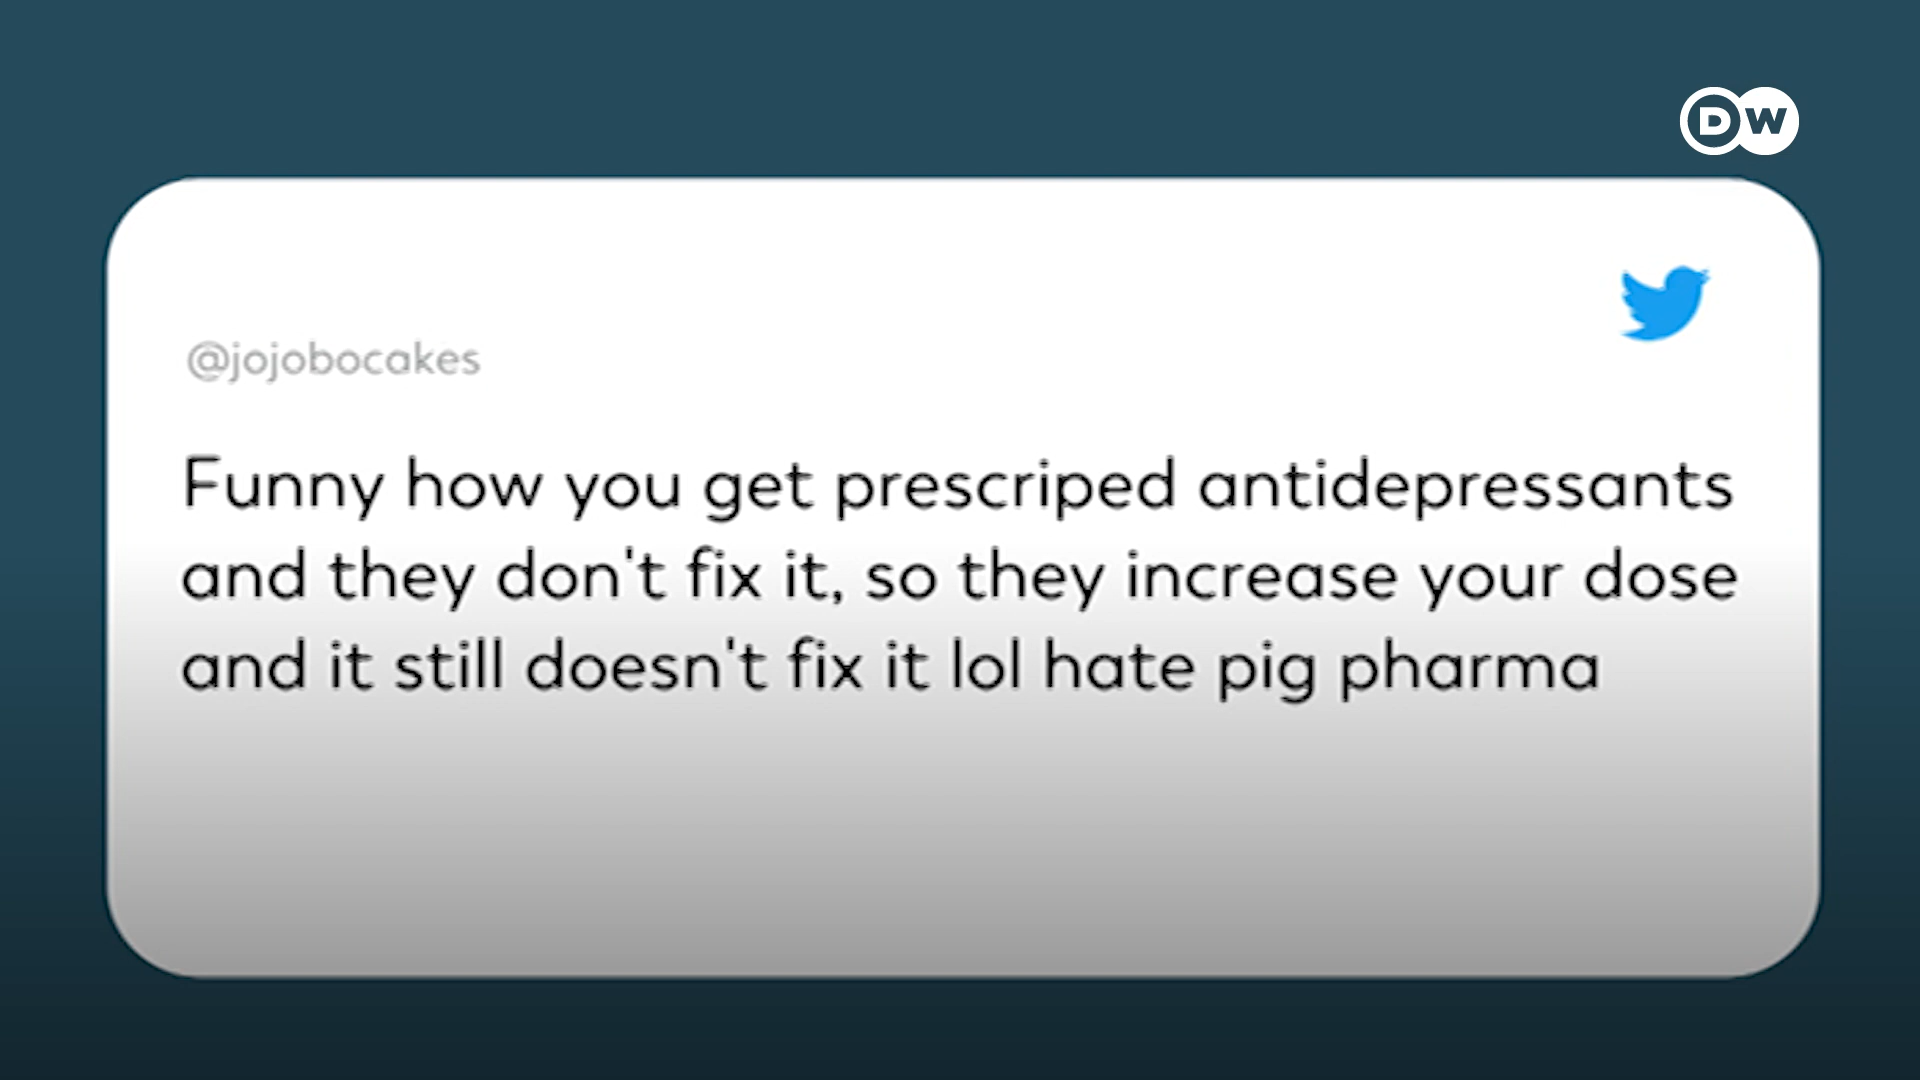 DW
@jojobocakes
Funny how you get prescriped antidepressants
and they don't fix it, so they increase your dose
and it still doesn't fix it lol hate pig pharma